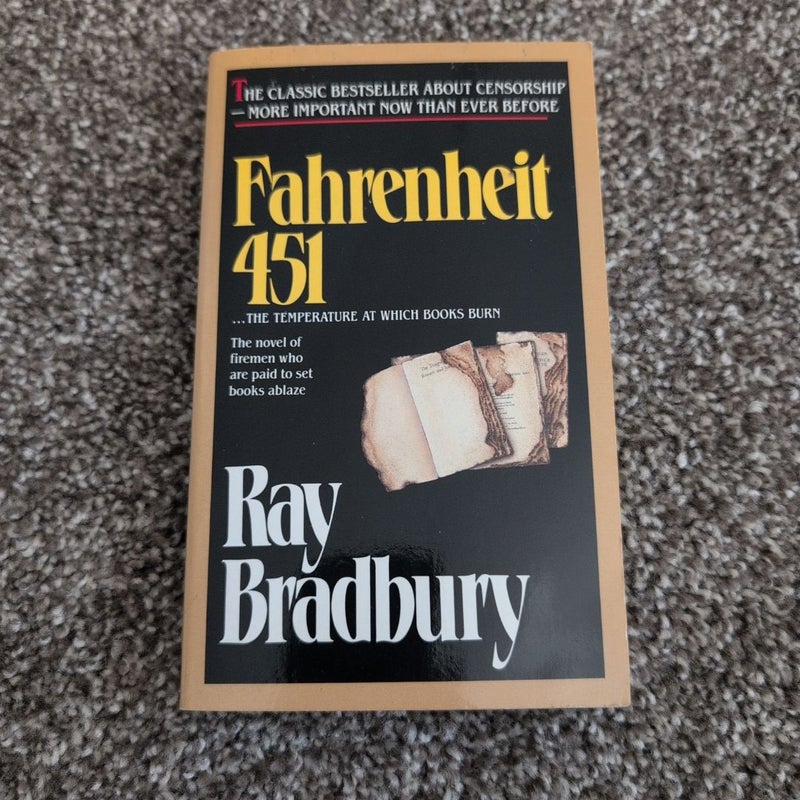 THE CLASSIC BESTSELLER ABOUT CENSORSHIP
—MORE IMPORTANT NOW THAN EVER BEFORE
Fahrenheit
451
...THE TEMPERATURE AT WHICH BOOKS BURN
The novel of
firemen who
are paid to set
books ablaze
Ray
Bradbury